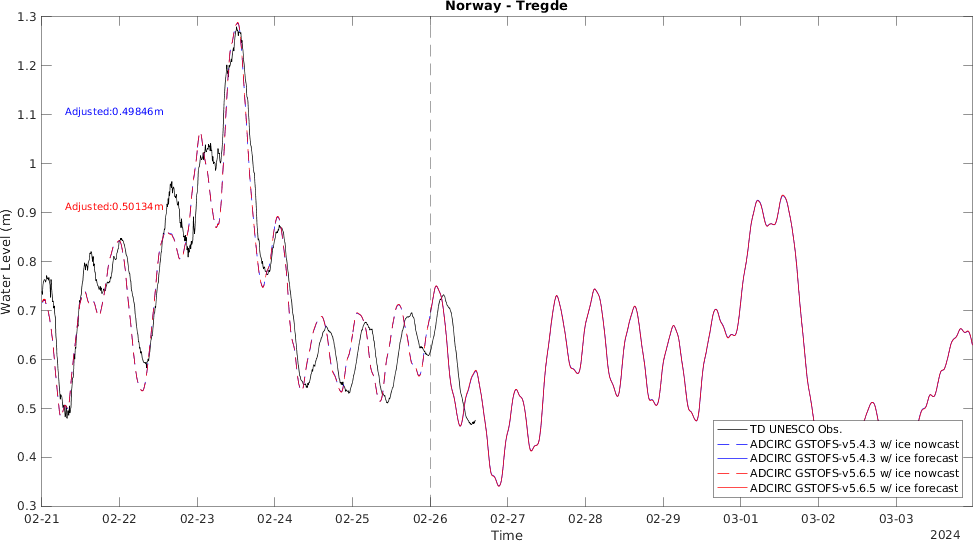 Norway - Tregde
1.3
1.2
1.1
1
0.9
0.8
0.7
0.6
0.5
0.4
0.3
Water Level (m)
Adjusted:0.49846m
Adjusted:0.50134m
TD UNESCO Obs.
ADCIRC GSTOFS-v5.4.3 w/ ice nowcast
ADCIRC GSTOFS-v5.4.3 w/ ice forecast
ADCIRC GSTOFS-v5.6.5 w/ ice nowcast
ADCIRC GSTOFS-v5.6.5 w/ ice forecast
02-21 02-22 02-23 02-24 02-25 02-26 02-27 02-28 02-29 03-01 03-02 03-03
Time
2024